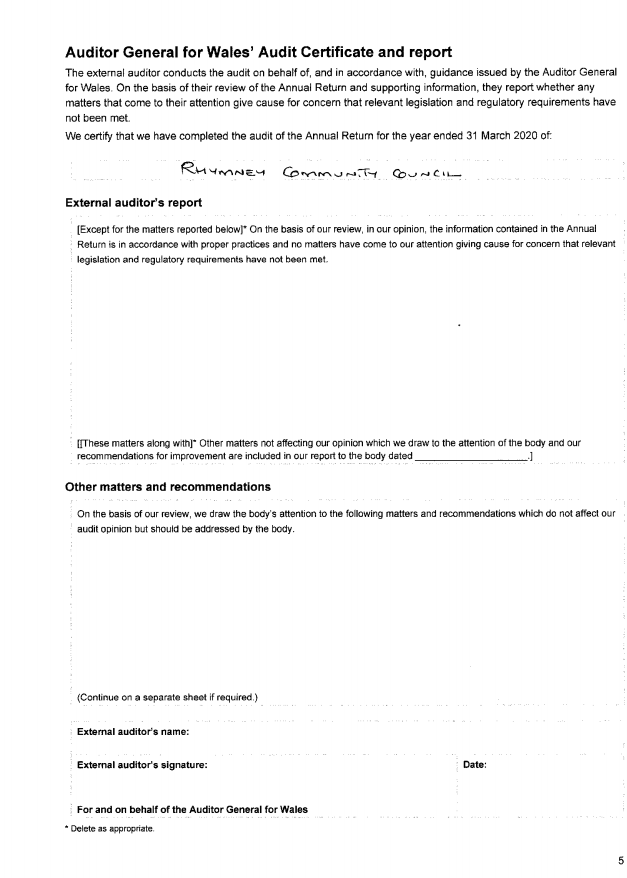 Auditor General for Wales' Audit Certificate and report
The external auditor conducts the audit on behalf of, and in accordance with, guidance issued by the Auditor General
for Wales. On the basis of their review of the Annual Return and supporting information, they report whether any
matters that come to their attention give cause for concern that relevant legislation and regulatory requirements have
not been met.
We certify that we have completed the audit of the Annual Return for the year ended 31 March 2020 of:
RHYMNEY COMMUNITY COUNCIL
External auditor's report
[Except for the matters reported below]* On the basis of our review, in our opinion, the information contained in the Annual
Return is in accordance with proper practices and no matters have come to our attention giving cause for concern that relevant
legislation and regulatory requirements have not been met.
[[These matters along with]* Other matters not affecting our opinion which we draw to the attention of the body and our
recommendations for improvement are included in our report to the body dated ______________________.]
Other matters and recommendations
On the basis of our review, we draw the body's attention to the following matters and recommendations which do not affect our
audit opinion but should be addressed by the body.
(Continue on a separate sheet if required.)
External auditor's name:
External auditor's signature: Date:
For and on behalf of the Auditor General for Wales
* Delete as appropriate.
5